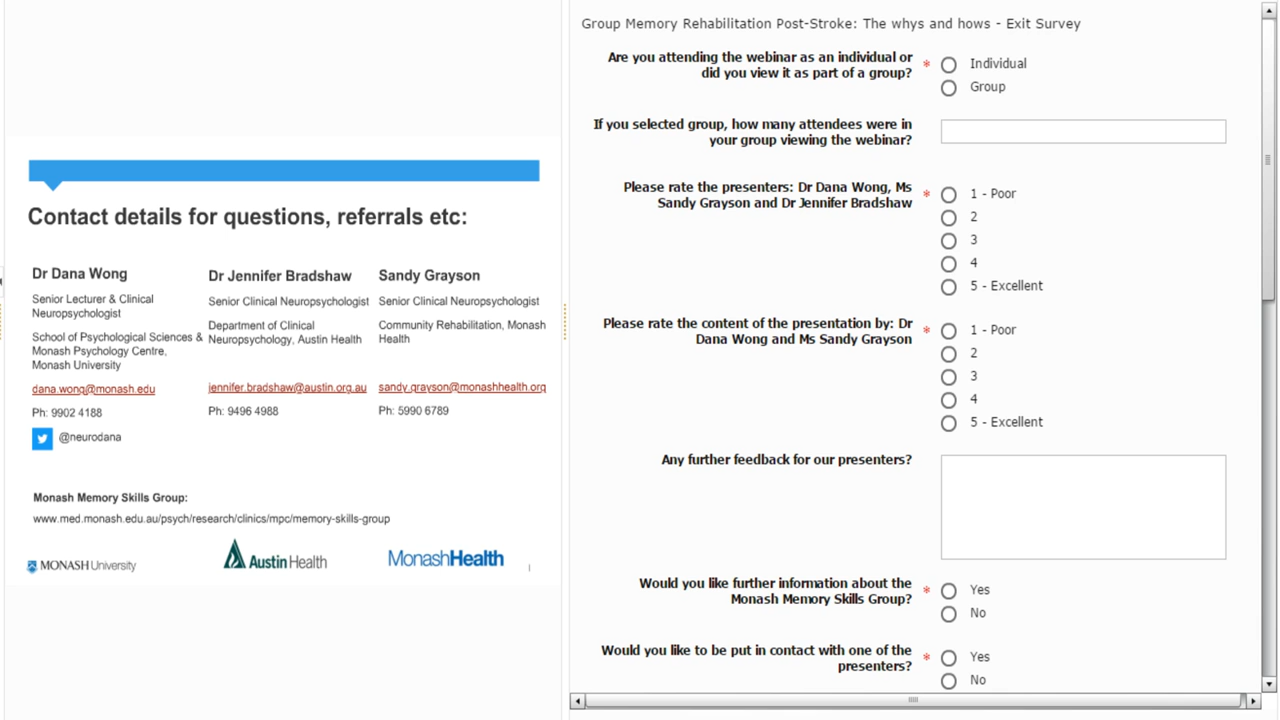 Contact details for questions, referrals etc:
Dr Dana Wong
Senior Lecturer & Clinical
Neuropsychologist
School of Psychological Sciences &
Monash Psychology Centre,
Monash University
dana.wong@monash.edu
Ph: 9902 4188
@neurodana
Dr Jennifer Bradshaw
Senior Clinical Neuropsychologist
Department of Clinical
Neuropsychology, Austin Health
jennifer.bradshaw@austin.org.au
Ph: 9496 4988
Sandy Grayson
Senior Clinical Neuropsychologist
Community Rehabilitation, Monash
Health
sandy.grayson@monashhealth.org
Ph: 5990 6789
Monash Memory Skills Group:
www.med.monash.edu.au/psych/research/clinics/mpc/memory-skills-group
MONASH University
Austin Health
MonashHealth
Group Memory Rehabilitation Post-Stroke: The whys and hows - Exit Survey
Are you attending the webinar as an individual or
did you view it as part of a group?
*
Individual
Group
If you selected group, how many attendees were in
your group viewing the webinar?
Please rate the presenters: Dr Dana Wong, Ms
Sandy Grayson and Dr Jennifer Bradshaw
*
1 - Poor
2
3
4
5 - Excellent
Please rate the content of the presentation by: Dr
Dana Wong and Ms Sandy Grayson
*
1 - Poor
2
3
4
5 - Excellent
Any further feedback for our presenters?
Would you like further information about the
Monash Memory Skills Group?
*
Yes
No
Would you like to be put in contact with one of the
presenters?
*
Yes
No